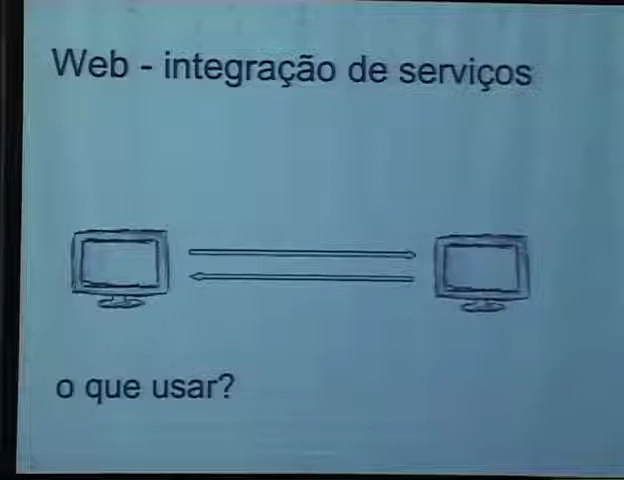 Web - integração de serviços
o que usar?